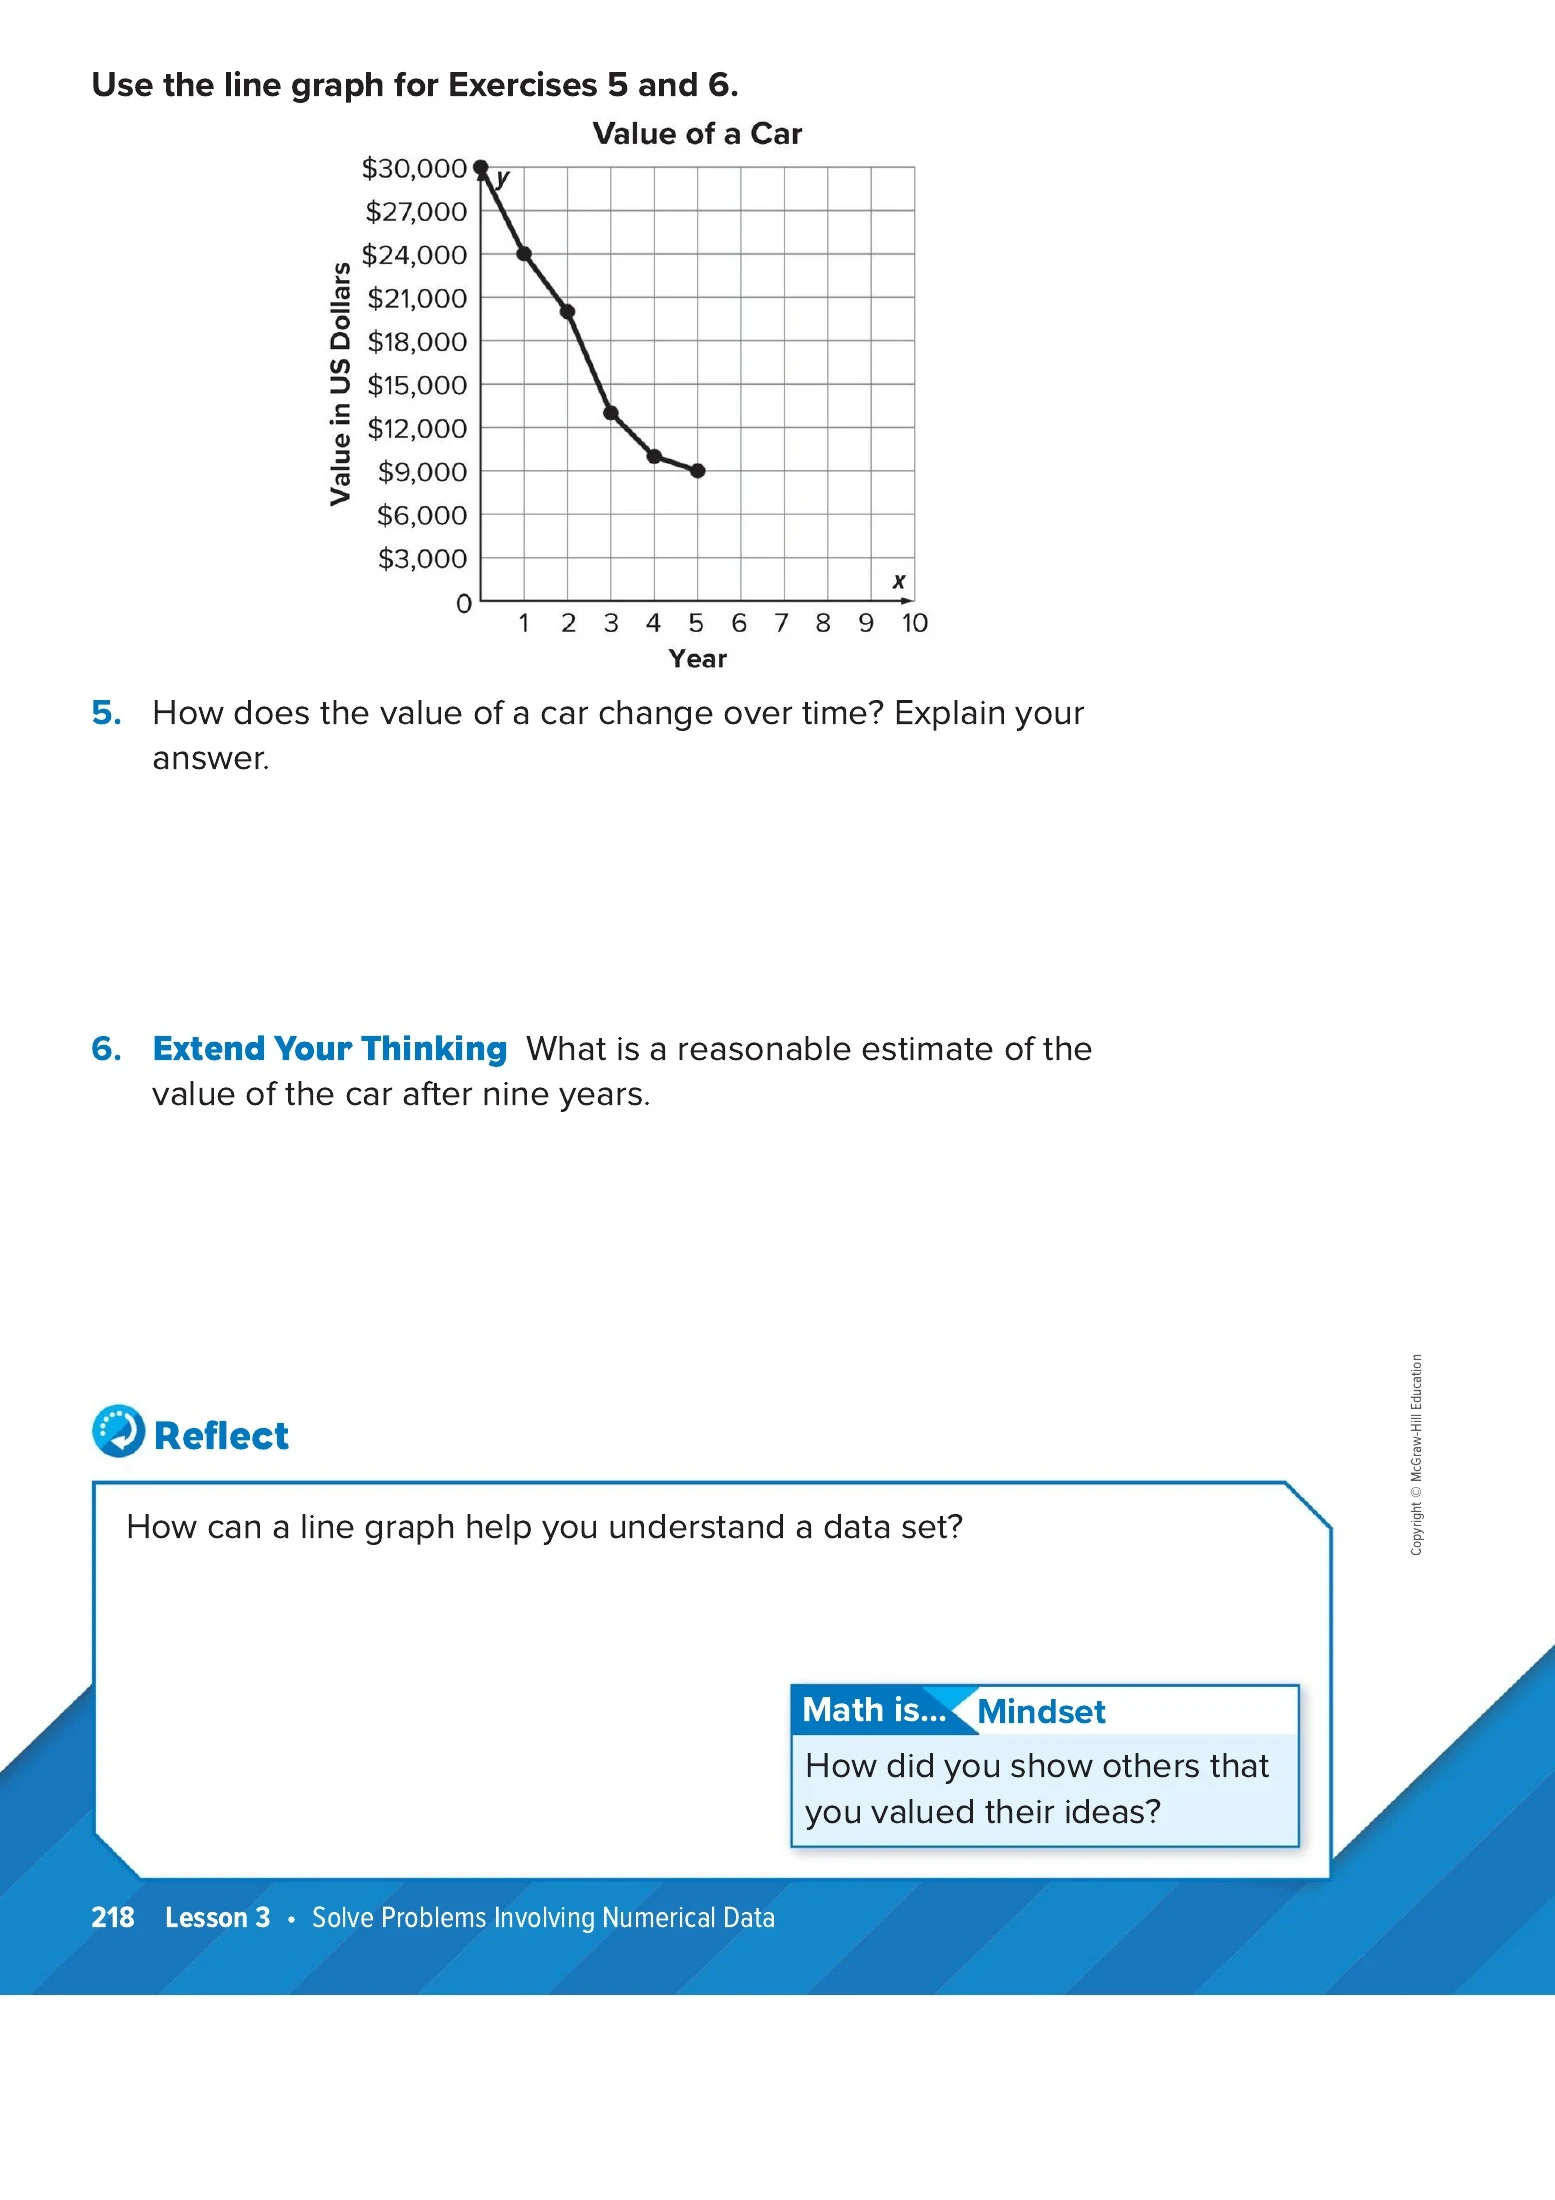 Use the line graph for Exercises 5 and 6.
Value of a Car
Value in US Dollars
$30,000
$27,000
$24,000
$21,000
$18,000
$15,000
$12,000
$9,000
$6,000
$3,000
0
y
x
1 2 3 4 5 6 7 8 9 10
Year
5. How does the value of a car change over time? Explain your
answer.
6. Extend Your Thinking What is a reasonable estimate of the
value of the car after nine years.
Copyright © McGraw-Hill Education
Reflect
How can a line graph help you understand a data set?
Math is... Mindset
How did you show others that
you valued their ideas?
218 Lesson 3 • Solve Problems Involving Numerical Data